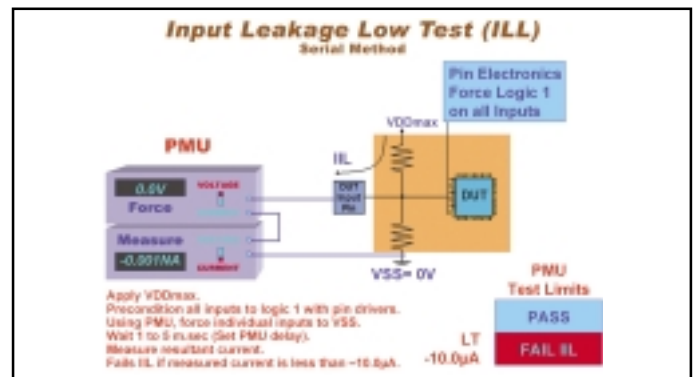 Input Leakage Low Test (ILL)
Serial Method
Pin Electronics
Force Logic 1
on all Inputs
VDDmax
PMU
IIL
0.0V
VOLTAGE
Force
DUT
Input
Pin
DUT
Measure
-0.001NA
CURRENT
VSS= 0V
PMU
Test Limits
PASS
LT
-10.0µA
FAIL IIL
Apply VDDmax.
Precondition all inputs to logic 1 with pin drivers.
Using PMU, force individual inputs to VSS.
Wait 1 to 5 m.sec (Set PMU delay).
Measure resultant current.
Fails IIL if measured current is less than -10.0µA.